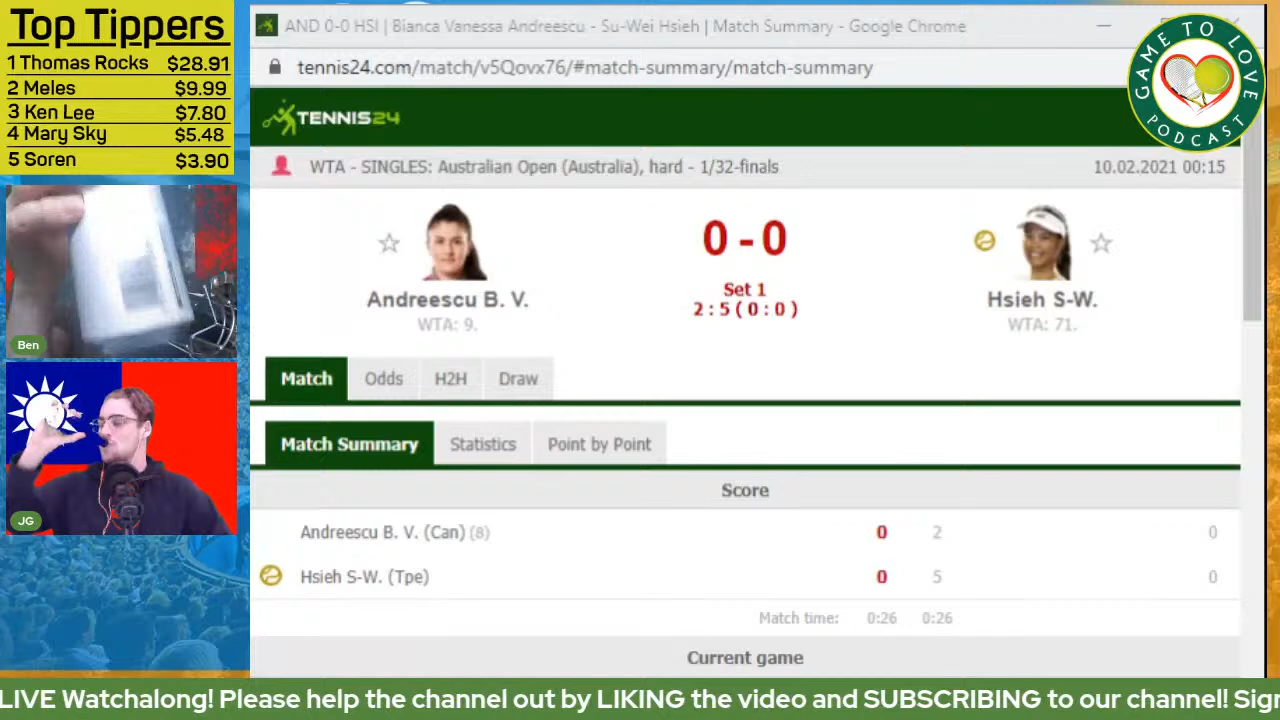 Top Tippers
1 Thomas Rocks $28.91
2 Meles $9.99
3 Ken Lee $7.80
4 Mary Sky $5.48
5 Soren $3.90
Ben
JG
AND 0-0 HSI | Bianca Vanessa Andreescu - Su-Wei Hsieh | Match Summary - Google Chrome
tennis24.com/match/v5Qovx76/#match-summary/match-summary
GAME TO LOVE
PODCAST
TENNIS24
WTA - SINGLES: Australian Open (Australia), hard - 1/32-finals 10.02.2021 00:15
0 - 0
Set 1
2 : 5 ( 0 : 0 )
Andreescu B. V.
WTA: 9.
Hsieh S-W.
WTA: 71.
Match Odds H2H Draw
Match Summary Statistics Point by Point
Score
Andreescu B. V. (Can) (8) 0 2 0
Hsieh S-W. (Tpe) 0 5 0
Match time: 0:26 0:26
Current game
LIVE Watchalong! Please help the channel out by LIKING the video and SUBSCRIBING to our channel! Sign